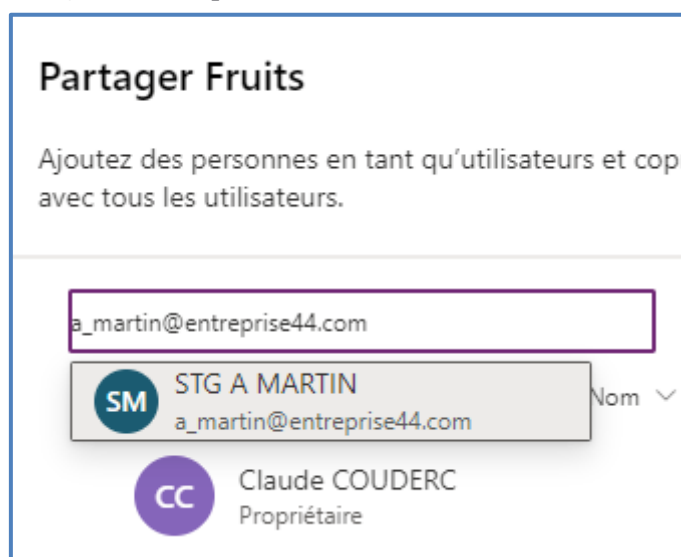 Partager Fruits
Ajoutez des personnes en tant qu'utilisateurs et cop
avec tous les utilisateurs.
a_martin@entreprise44.com
SM
STG A MARTIN
a_martin@entreprise44.com
Nom
CC
Claude COUDERC
Propriétaire